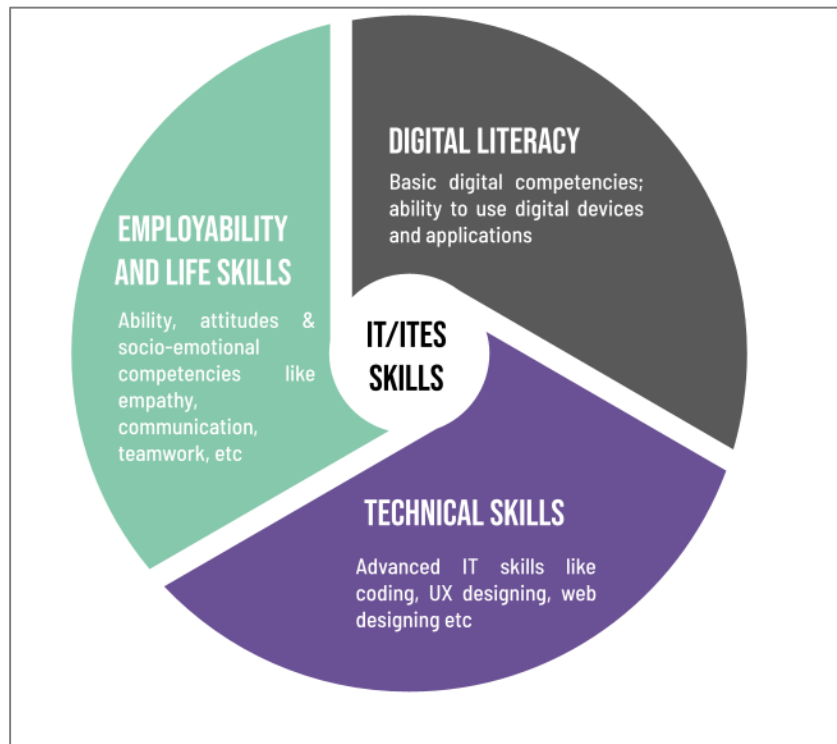 DIGITAL LITERACY
Basic digital competencies;
ability to use digital devices
and applications
EMPLOYABILITY
AND LIFE SKILLS
Ability, attitudes &
socio-emotional
competencies like
empathy,
communication,
teamwork, etc
IT/ITES
SKILLS
TECHNICAL SKILLS
Advanced IT skills like
coding, UX designing, web
designing etc